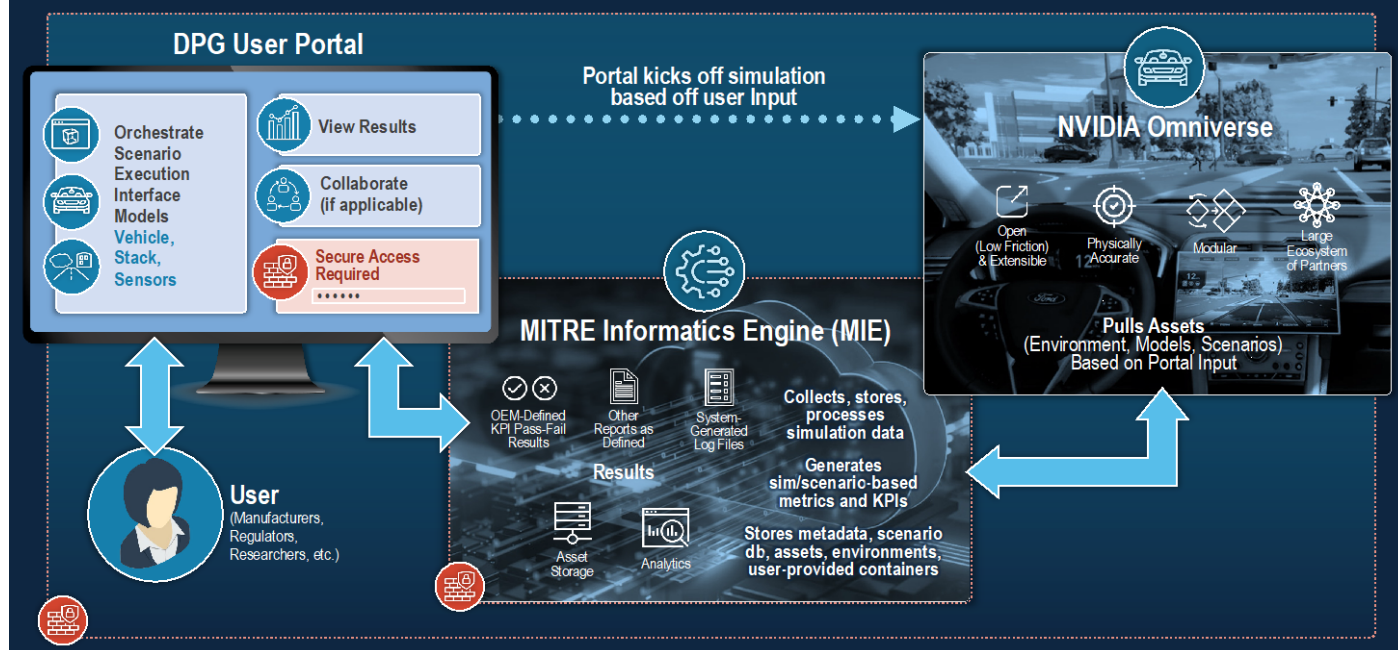 DPG User Portal
Orchestrate
Scenario
Execution
Interface
Models
Vehicle,
Stack,
Sensors
View Results
Collaborate
(if applicable)
Secure Access
Required
••••••
Portal kicks off simulation
based off user Input
NVIDIA Omniverse
Open
(Low Friction)
& Extensible
Physically
Accurate
Modular
Large
Ecosystem
of Partners
Ford
Pulls Assets
(Environment, Models, Scenarios)
Based on Portal Input
MITRE Informatics Engine (MIE)
OEM-Defined
KPI Pass-Fail
Results
Other
Reports as
Defined
System-
Generated
Log Files
Results
Asset
Storage
Analytics
Collects, stores,
processes
simulation data
Generates
sim/scenario-based
metrics and KPIs
Stores metadata, scenario
db, assets, environments,
user-provided containers
User
(Manufacturers,
Regulators,
Researchers, etc.)